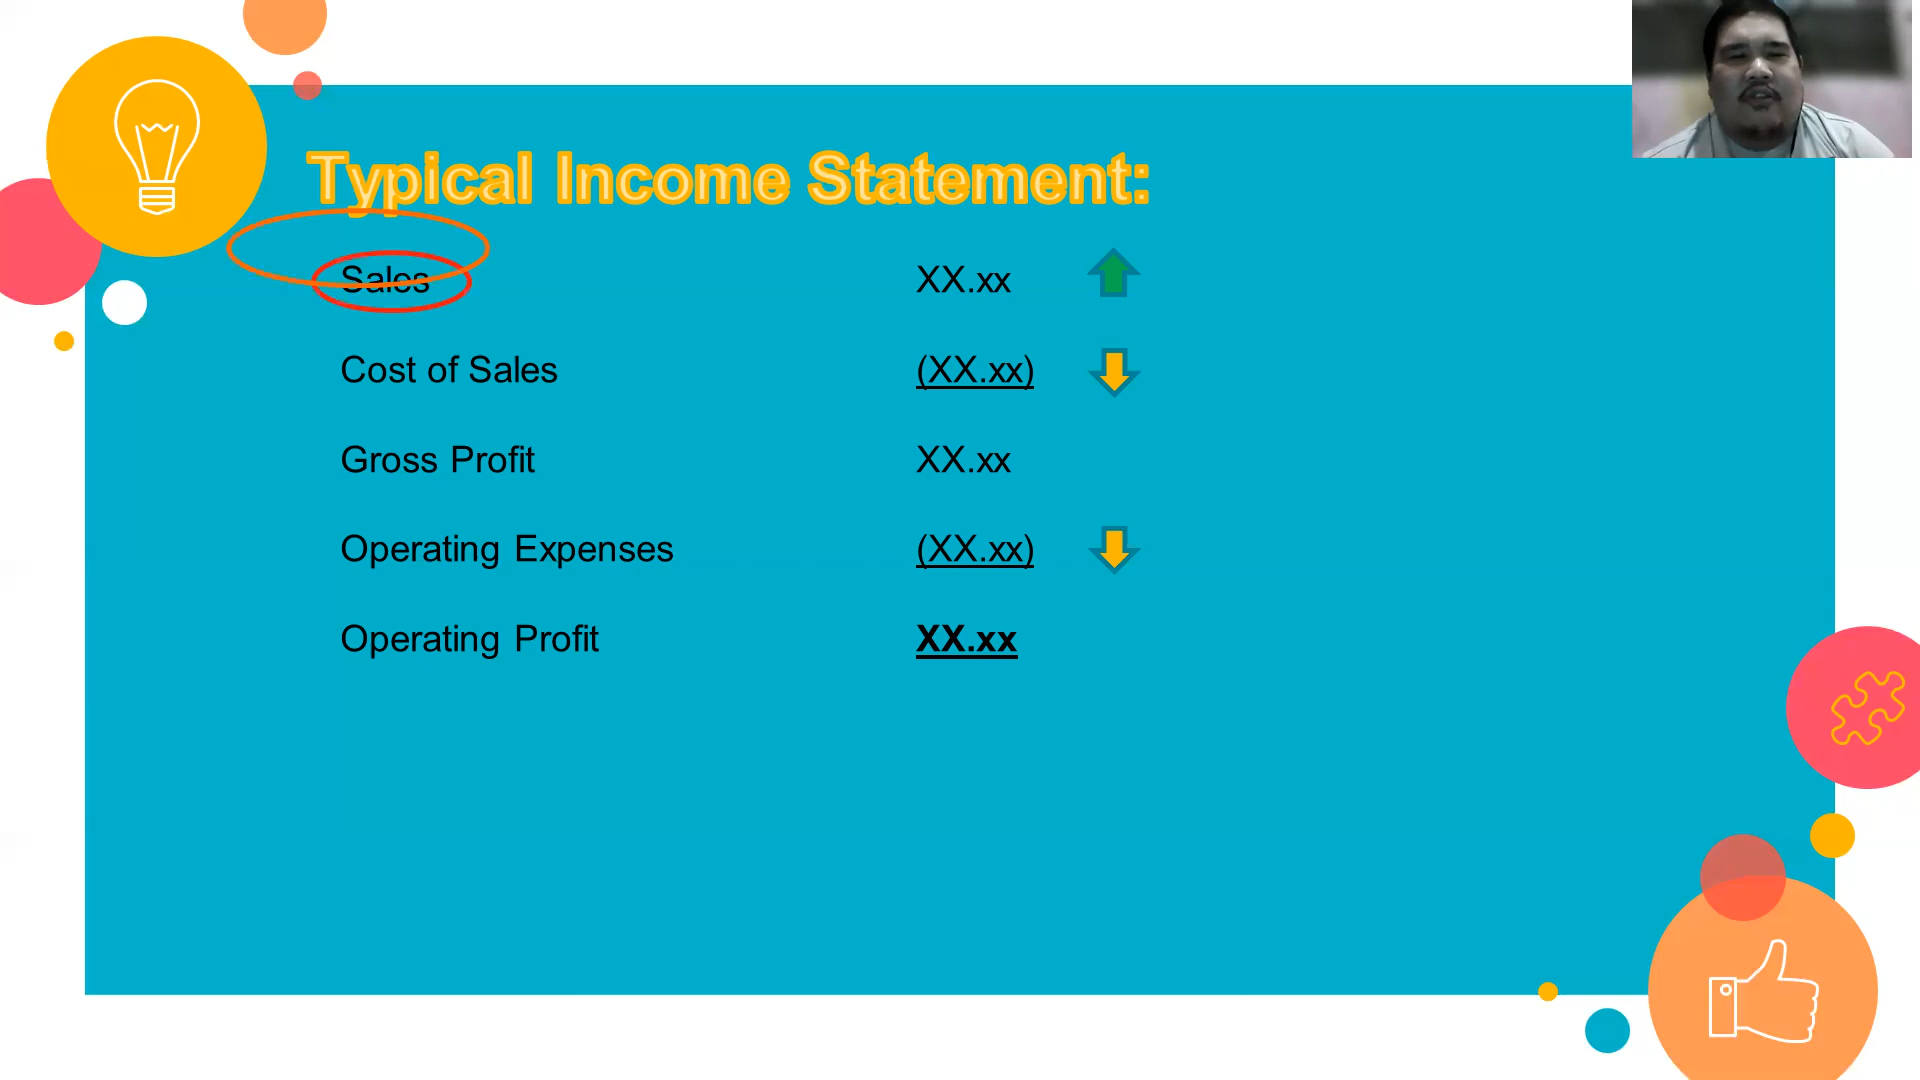 Typical Income Statement:
Sales XX.xx
Cost of Sales (XX.xx)
Gross Profit XX.xx
Operating Expenses (XX.xx)
Operating Profit XX.xx